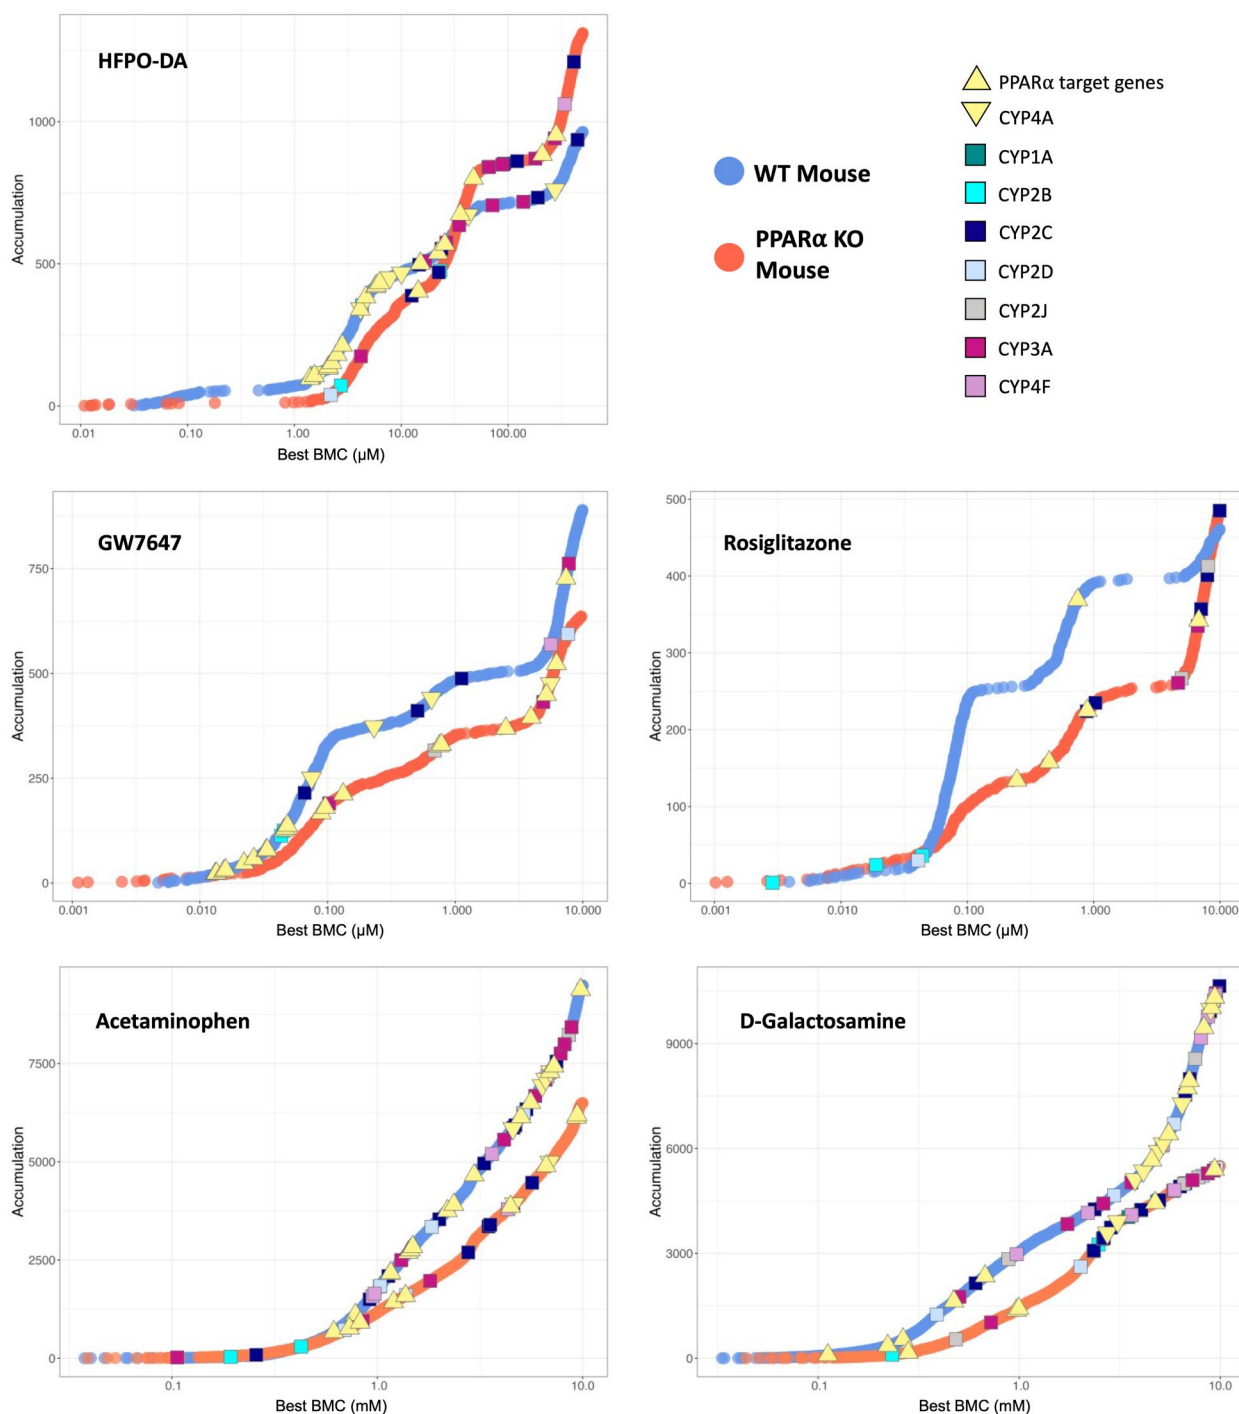 HFPO-DA
Accumulation
1000
500
0
0.01 0.10 1.00 10.00 100.00
Best BMC (µM)
WT Mouse
PPARα KO
Mouse
PPARα target genes
CYP4A
CYP1A
CYP2B
CYP2C
CYP2D
CYP2J
CYP3A
CYP4F
GW7647
Accumulation
750
500
250
0
0.001 0.010 0.100 1.000 10.000
Best BMC (µM)
Rosiglitazone
Accumulation
500
400
300
200
100
0
0.001 0.010 0.100 1.000 10.000
Best BMC (µM)
Acetaminophen
Accumulation
7500
5000
2500
0
0.1 1.0 10.0
Best BMC (mM)
D-Galactosamine
Accumulation
9000
6000
3000
0
0.1 1.0 10.0
Best BMC (mM)